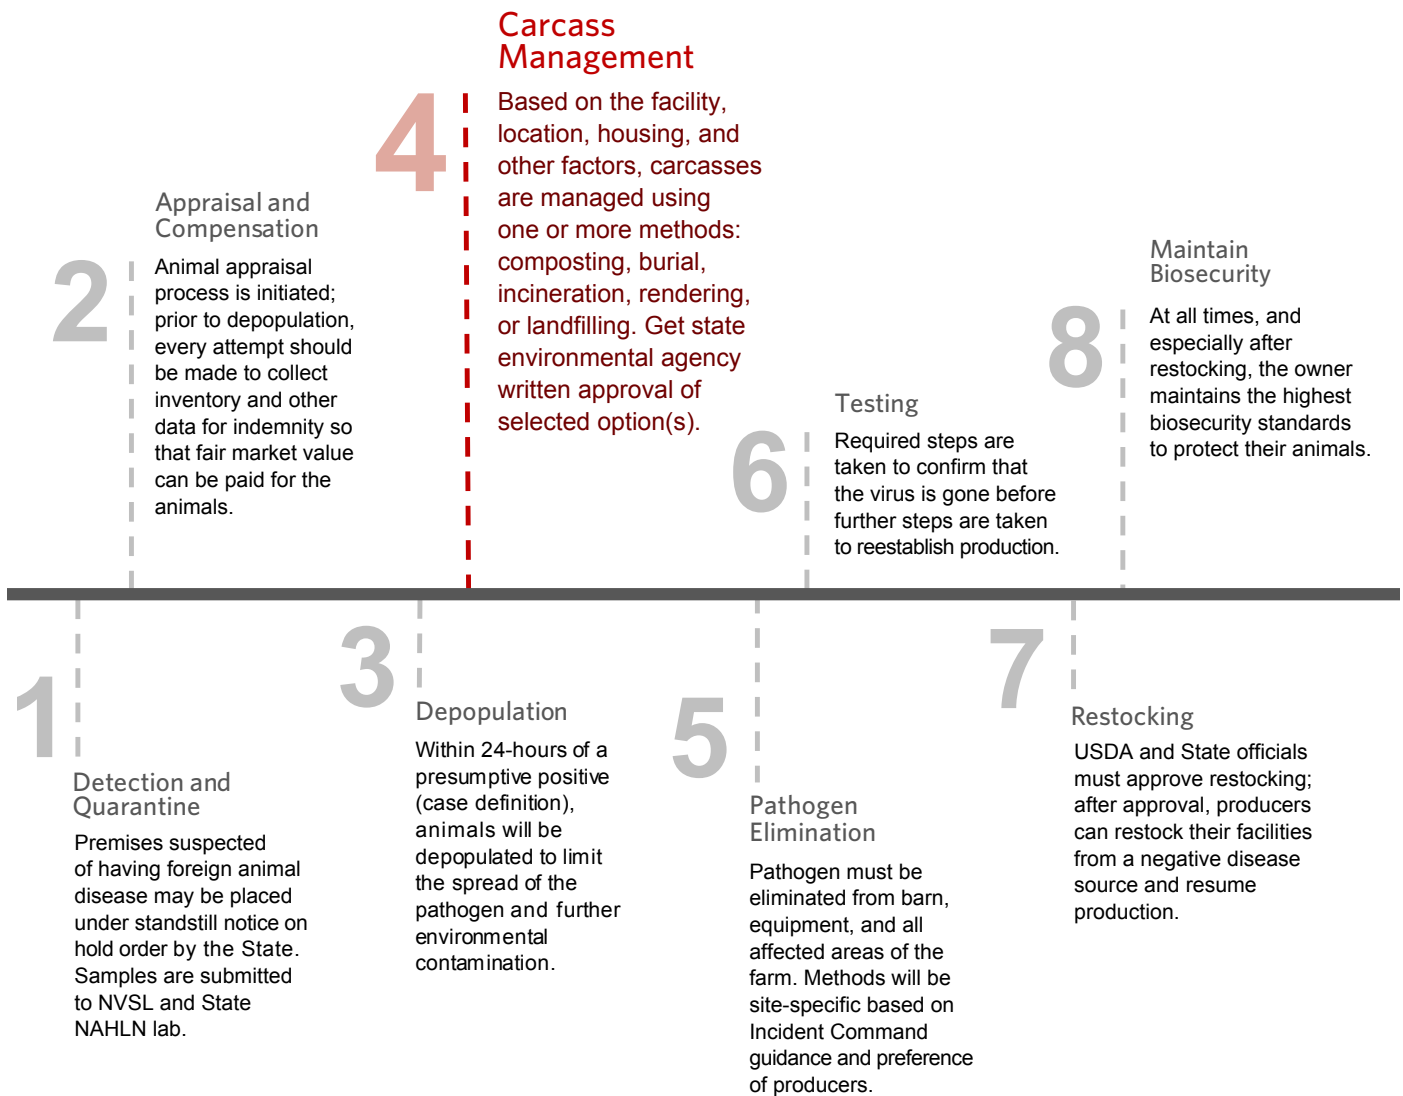 1
Detection and
Quarantine
Premises suspected
of having foreign animal
disease may be placed
under standstill notice on
hold order by the State.
Samples are submitted
to NVSL and State
NAHLN lab.
2
Appraisal and
Compensation
Animal appraisal
process is initiated;
prior to depopulation,
every attempt should
be made to collect
inventory and other
data for indemnity so
that fair market value
can be paid for the
animals.
3
Depopulation
Within 24-hours of a
presumptive positive
(case definition),
animals will be
depopulated to limit
the spread of the
pathogen and further
environmental
contamination.
4
Carcass
Management
Based on the facility,
location, housing, and
other factors, carcasses
are managed using
one or more methods:
composting, burial,
incineration, rendering,
or landfilling. Get state
environmental agency
written approval of
selected option(s).
5
Pathogen
Elimination
Pathogen must be
eliminated from barn,
equipment, and all
affected areas of the
farm. Methods will be
site-specific based on
Incident Command
guidance and preference
of producers.
6
Testing
Required steps are
taken to confirm that
the virus is gone before
further steps are taken
to reestablish production.
7
Restocking
USDA and State officials
must approve restocking;
after approval, producers
can restock their facilities
from a negative disease
source and resume
production.
8
Maintain
Biosecurity
At all times, and
especially after
restocking, the owner
maintains the highest
biosecurity standards
to protect their animals.